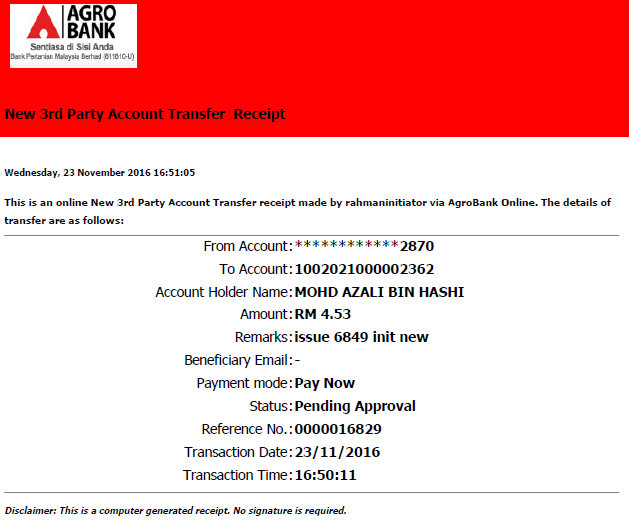 AGRO
BANK
Sentiasa di Sisi Anda
Bank Pertanian Malaysia Berhad (811810-U)
New 3rd Party Account Transfer  Receipt
Wednesday, 23 November 2016 16:51:05
This is an online New 3rd Party Account Transfer receipt made by rahmaninitiator via AgroBank Online. The details of
transfer are as follows:
From Account:************2870
To Account:1002021000002362
Account Holder Name:MOHD AZALI BIN HASHI
Amount:RM 4.53
Remarks:issue 6849 init new
Beneficiary Email:-
Payment mode:Pay Now
Status:Pending Approval
Reference No.:0000016829
Transaction Date:23/11/2016
Transaction Time:16:50:11
Disclaimer: This is a computer generated receipt. No signature is required.